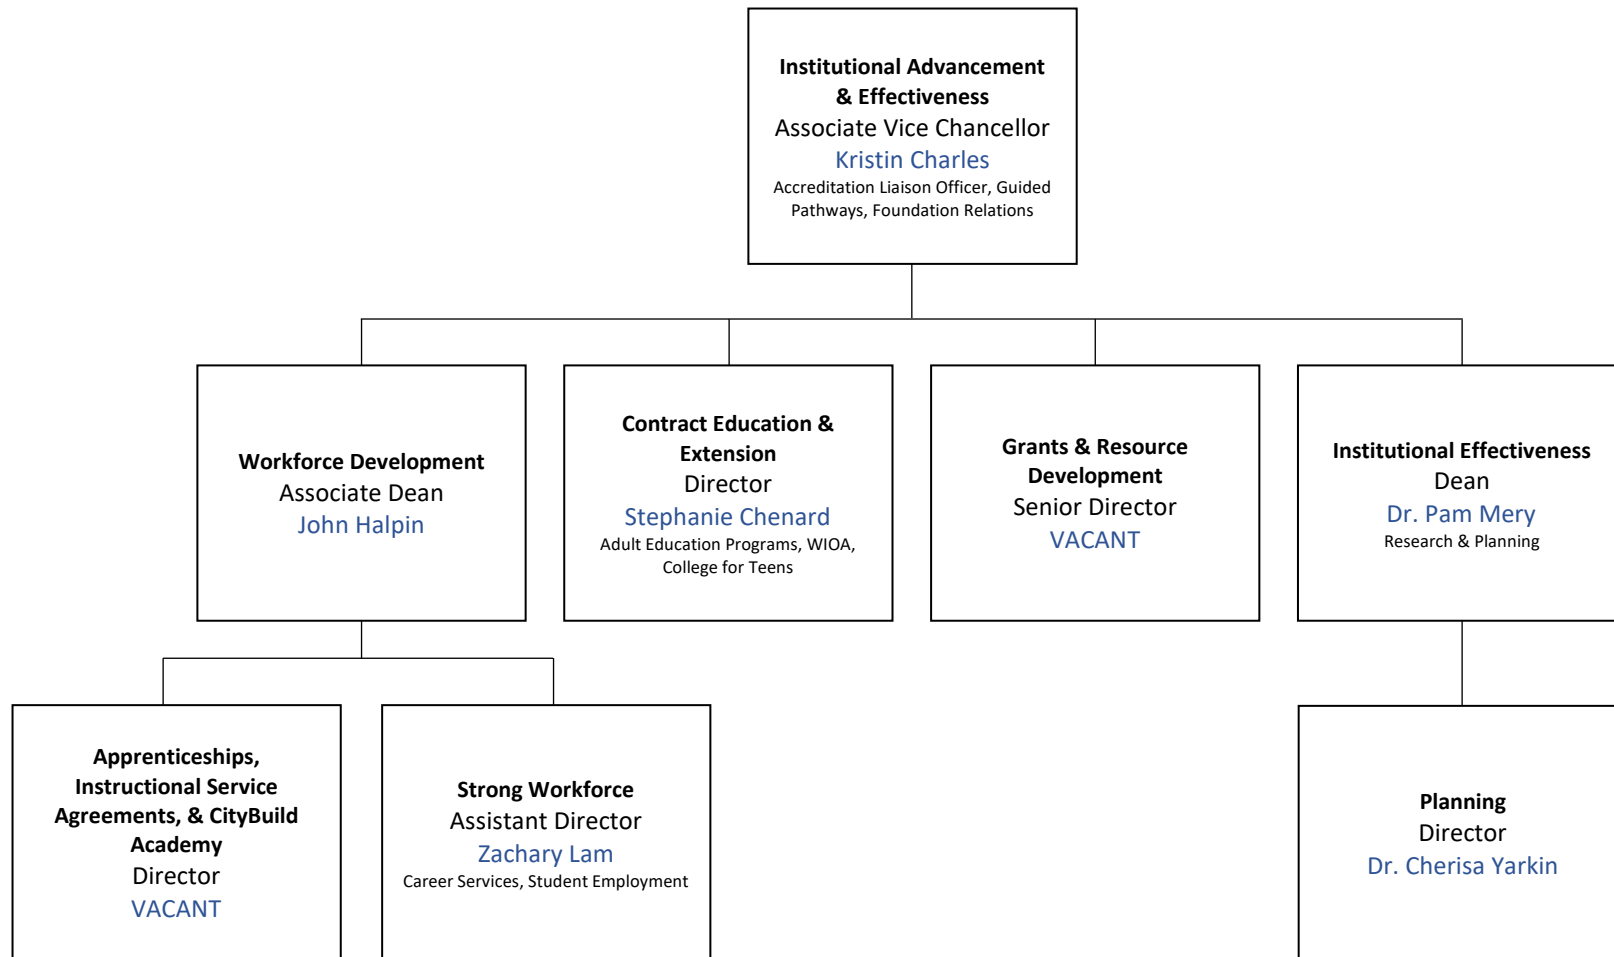 Institutional Advancement
& Effectiveness
Associate Vice Chancellor
Kristin Charles
Accreditation Liaison Officer, Guided
Pathways, Foundation Relations
Workforce Development
Associate Dean
John Halpin
Contract Education &
Extension
Director
Stephanie Chenard
Adult Education Programs, WIOA,
College for Teens
Grants & Resource
Development
Senior Director
VACANT
Institutional Effectiveness
Dean
Dr. Pam Mery
Research & Planning
Apprenticeships,
Instructional Service
Agreements, & CityBuild
Academy
Director
VACANT
Strong Workforce
Assistant Director
Zachary Lam
Career Services, Student Employment
Planning
Director
Dr. Cherisa Yarkin